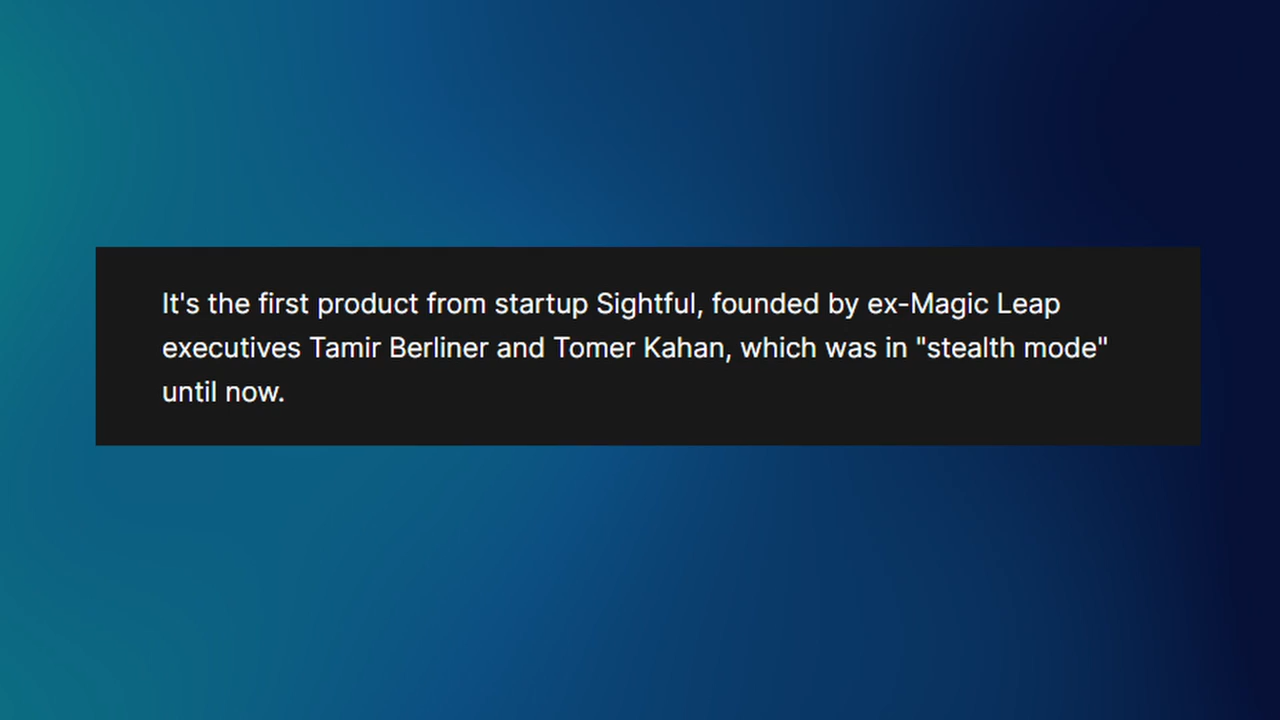 It's the first product from startup Sightful, founded by ex-Magic Leap
executives Tamir Berliner and Tomer Kahan, which was in "stealth mode"
until now.